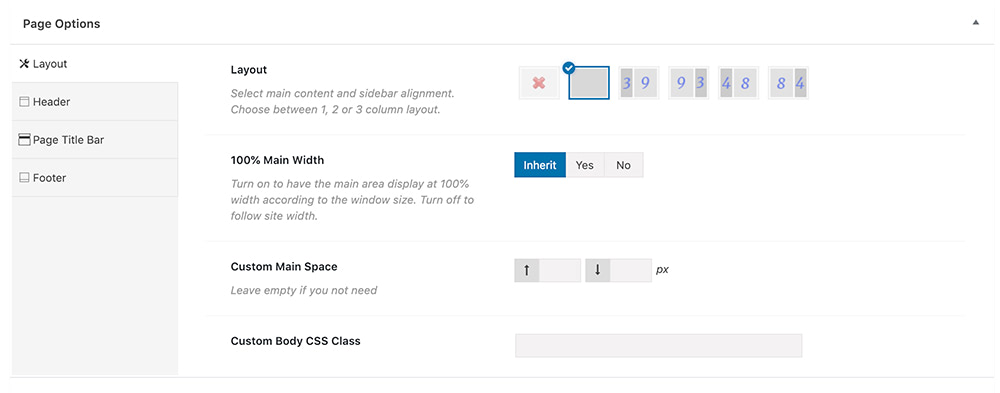 Page Options
Layout
Header
Page Title Bar
Footer
Layout
Select main content and sidebar alignment.
Choose between 1, 2 or 3 column layout.
3 9 9 3 4 8 8 4
100% Main Width
Turn on to have the main area display at 100%
width according to the window size. Turn off to
follow site width.
Inherit Yes No
Custom Main Space
Leave empty if you not need
px
Custom Body CSS Class